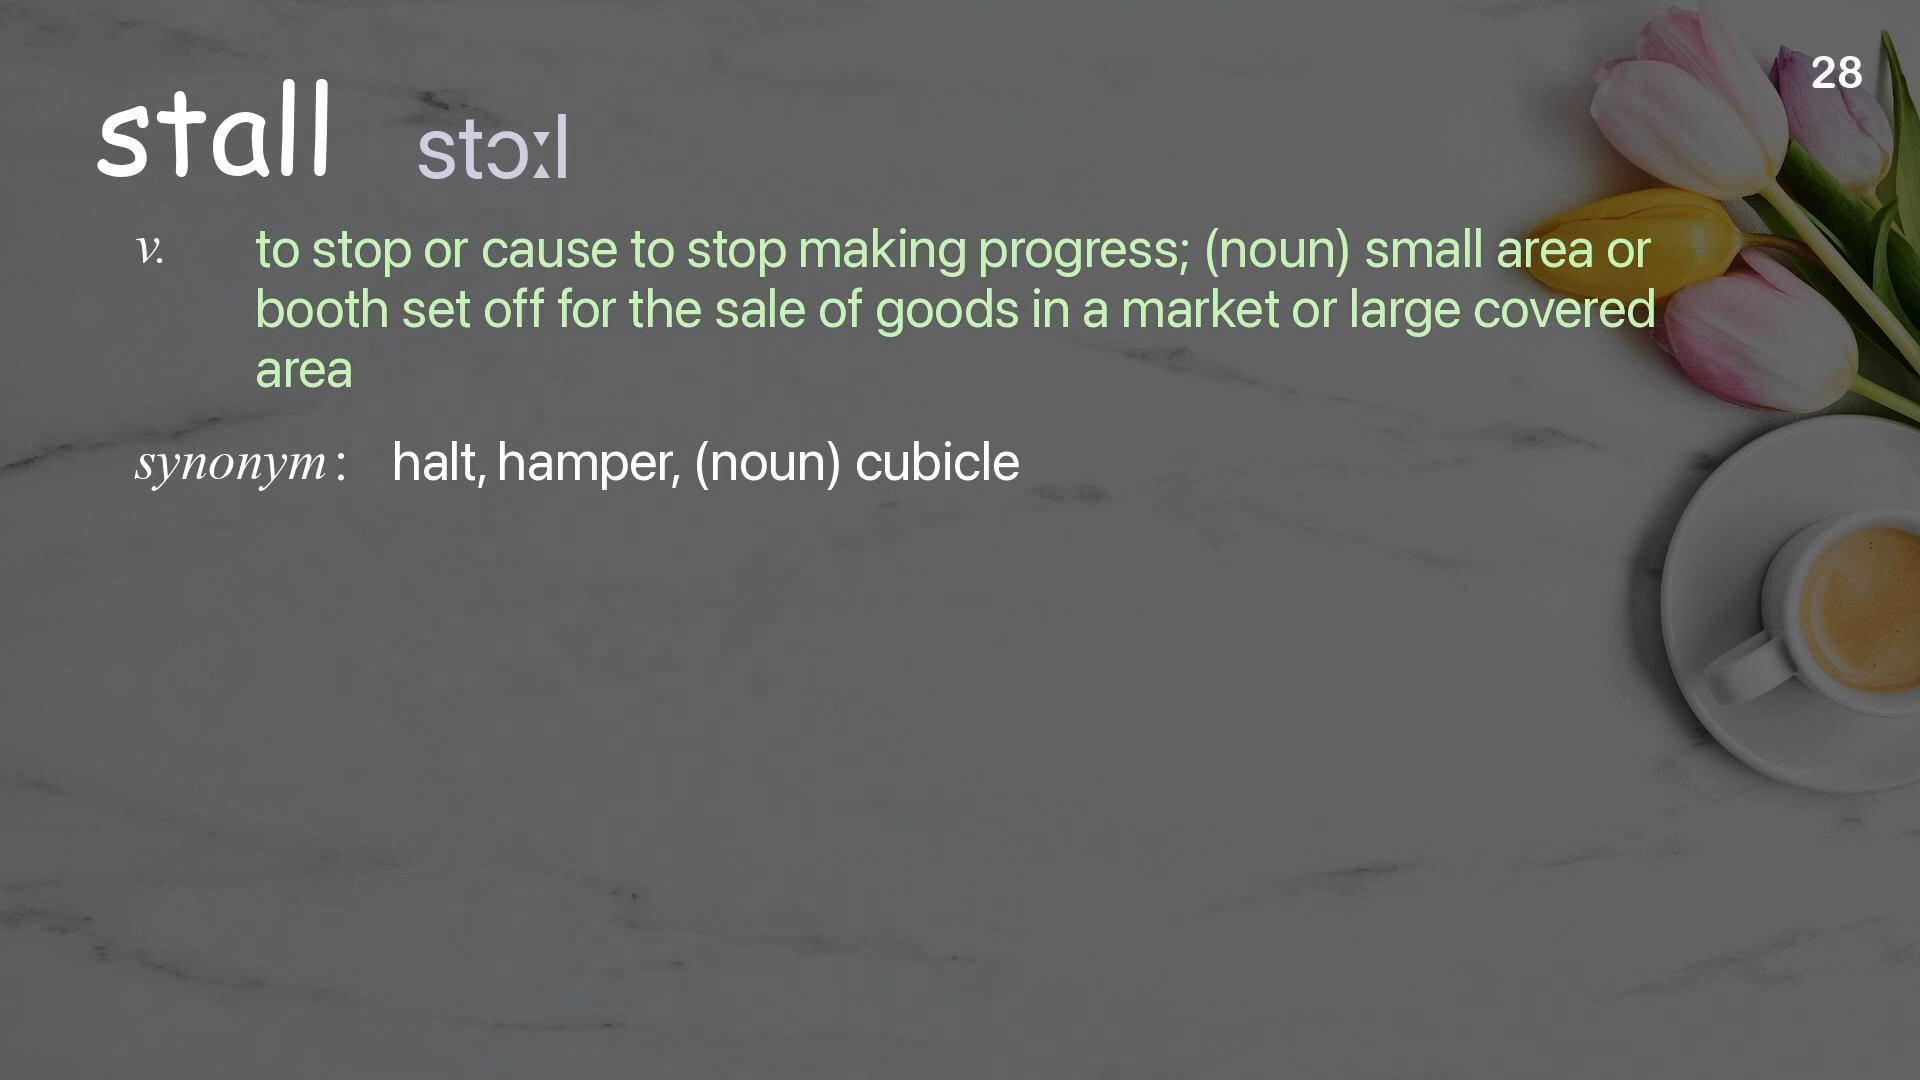 28
stall stɔːl
v. to stop or cause to stop making progress; (noun) small area or
booth set off for the sale of goods in a market or large covered
area
synonym: halt, hamper, (noun) cubicle